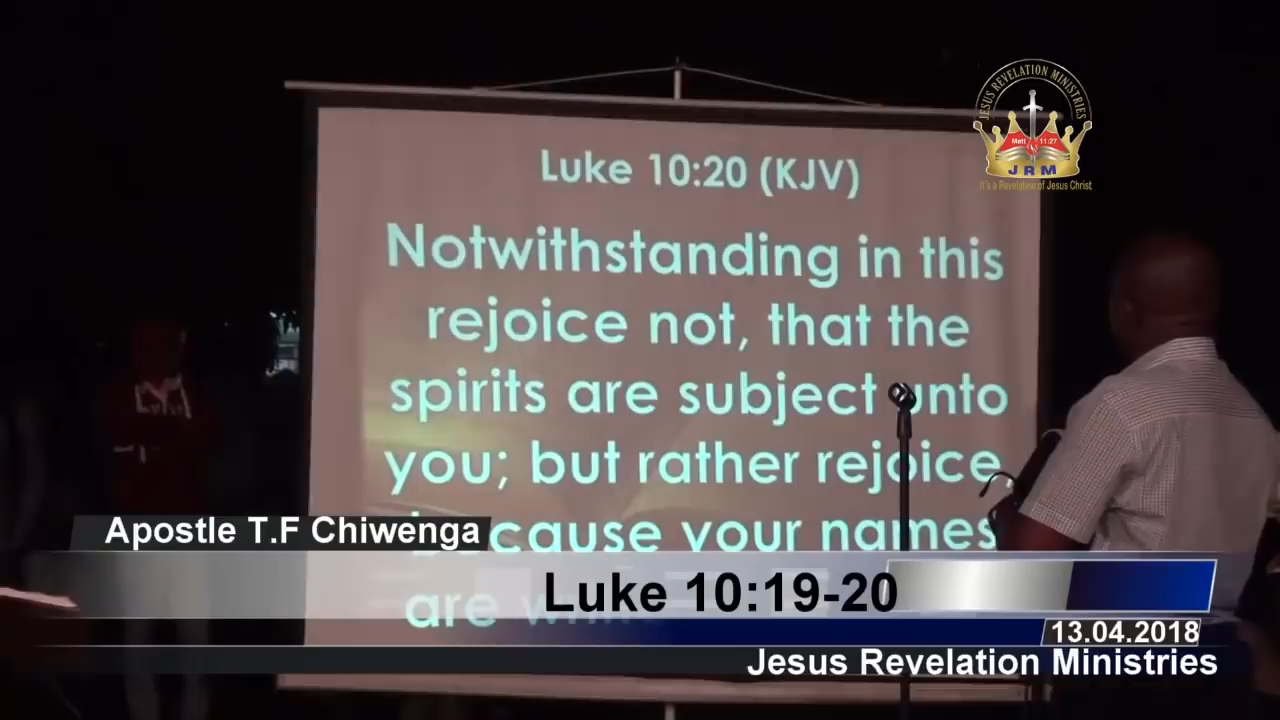 JESUS REVELATION MINISTRIES
Matt 11:27
JRM
It's a Revelation of Jesus Christ
Luke 10:20 (KJV)
Notwithstanding in this
rejoice not, that the
spirits are subject unto
you; but rather rejoice,
because your names
are
Apostle T.F Chiwenga
Luke 10:19-20
13.04.2018
Jesus Revelation Ministries